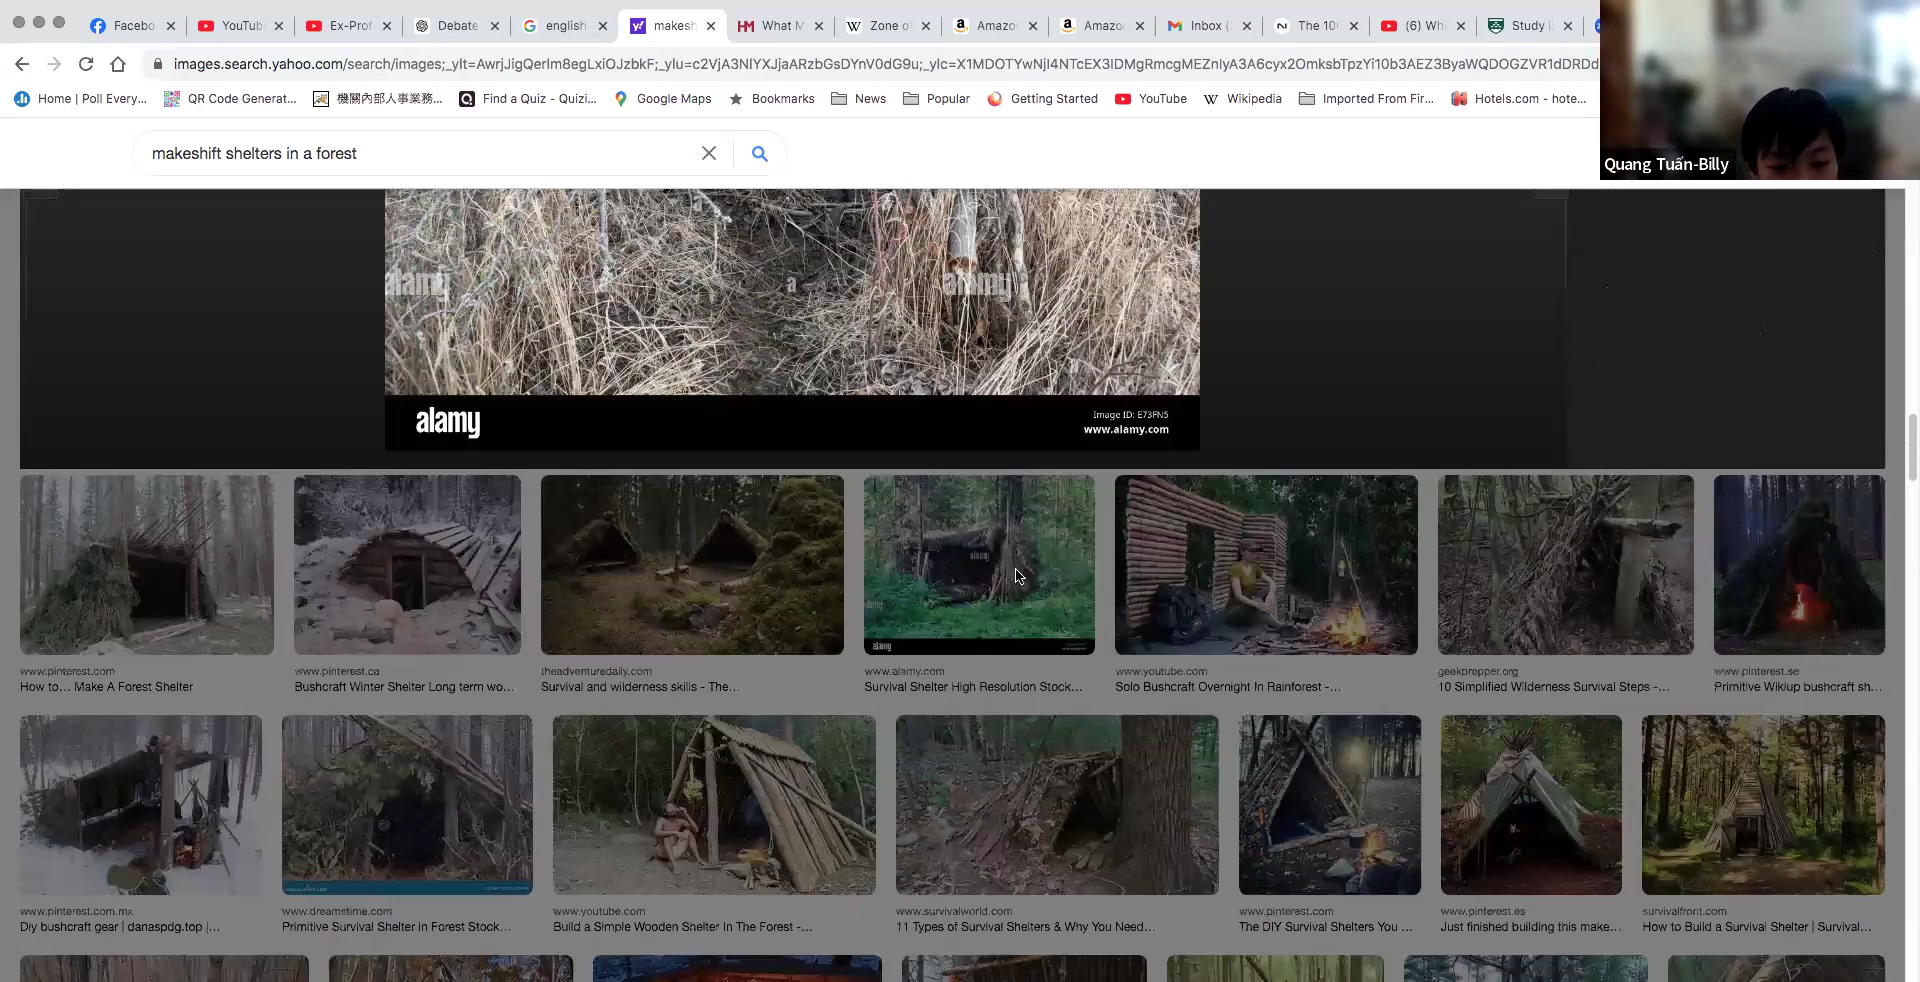 Facebo
YouTub
Ex-Prof
Debate
english
makesh
What M
Zone o
Amazo
Amazo
Inbox (
The 10
(6) Wh
Study i
images.search.yahoo.com/search/images;_ylt=AwrjJigQerIm8egLxiOJzbkF;_ylu=c2VjA3NlYXJjaARzbGsDYnV0dG9u;_ylc=X1MDOTYwNjI4NTcEX3IDMgRmcgMEZnIyA3A6cyx2OmksbTpzYi10b3AEZ3ByaWQDOGZVR1dDRDd
Home | Poll Every...
QR Code Generat...
機關內部人事業務...
Find a Quiz - Quizi...
Google Maps
Bookmarks
News
Popular
Getting Started
YouTube
Wikipedia
Imported From Fir...
Hotels.com - hote...
makeshift shelters in a forest
Quang Tuấn-Billy
alamy
a
alamy
alamy
Image ID: E73FN5
www.alamy.com
www.pinterest.com
How to... Make A Forest Shelter
www.pinterest.ca
Bushcraft Winter Shelter Long term wo...
theadventuredaily.com
Survival and wilderness skills - The...
alamy
www.alamy.com
Survival Shelter High Resolution Stock...
www.youtube.com
Solo Bushcraft Overnight In Rainforest -...
geekprepper.org
10 Simplified Wilderness Survival Steps -...
www.pinterest.se
Primitive Wikiup bushcraft sh...
www.pinterest.com.mx
Diy bushcraft gear | danaspdg.top |...
www.dreamstime.com
Primitive Survival Shelter in Forest Stock...
www.youtube.com
Build a Simple Wooden Shelter In The Forest -...
www.survivalworld.com
11 Types of Survival Shelters & Why You Need...
www.pinterest.com
The DIY Survival Shelters You ...
www.pinterest.es
Just finished building this make...
survivalfront.com
How to Build a Survival Shelter | Survival...